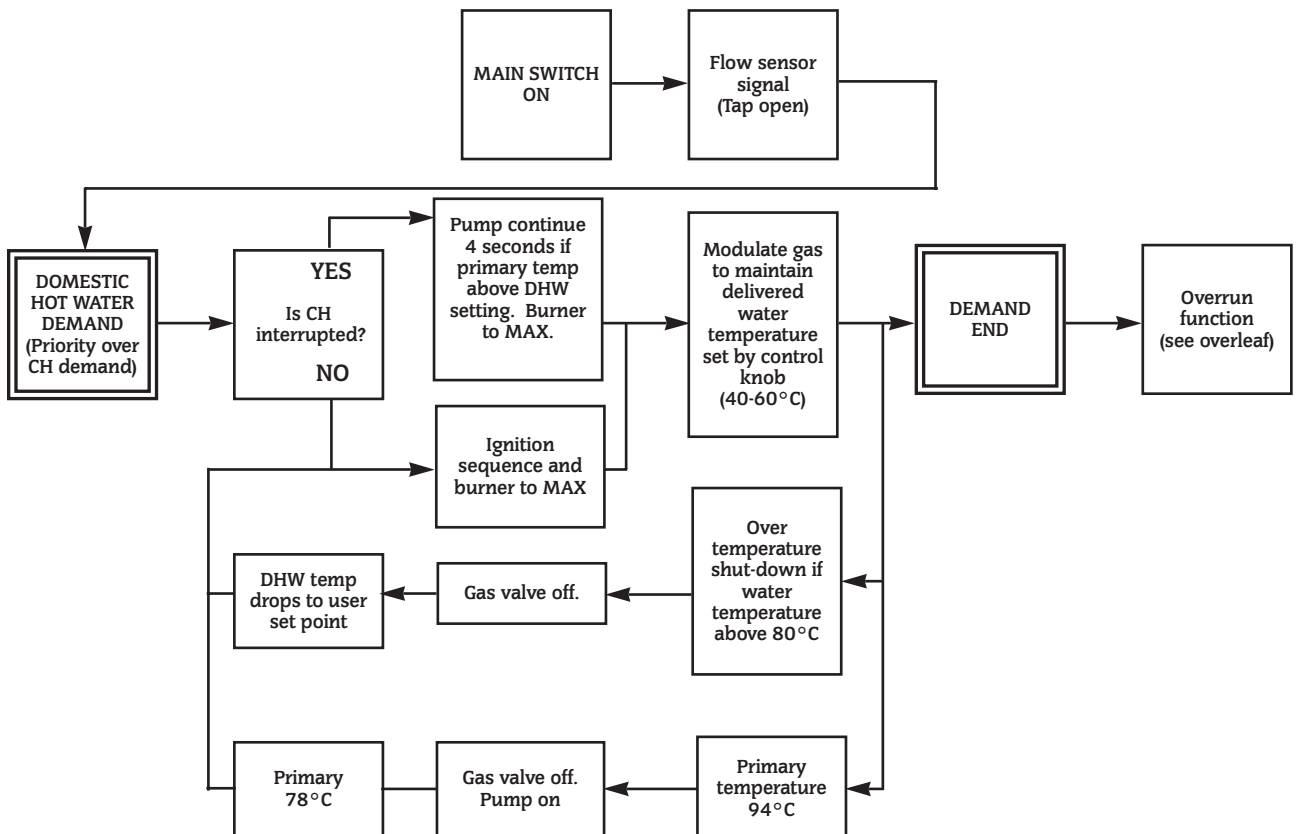 MAIN SWITCH
ON
Flow sensor
signal
(Tap open)
DOMESTIC
HOT WATER
DEMAND
(Priority over
CH demand)
YES
Is CH
interrupted?
NO
Pump continue
4 seconds if
primary temp
above DHW
setting. Burner
to MAX.
Ignition
sequence and
burner to MAX
Modulate gas
to maintain
delivered
water
temperature
set by control
knob
(40-60°C)
DEMAND
END
Overrun
function
(see overleaf)
Over
temperature
shut-down if
water
temperature
above 80°C
Gas valve off.
DHW temp
drops to user
set point
Primary
temperature
94°C
Gas valve off.
Pump on
Primary
78°C